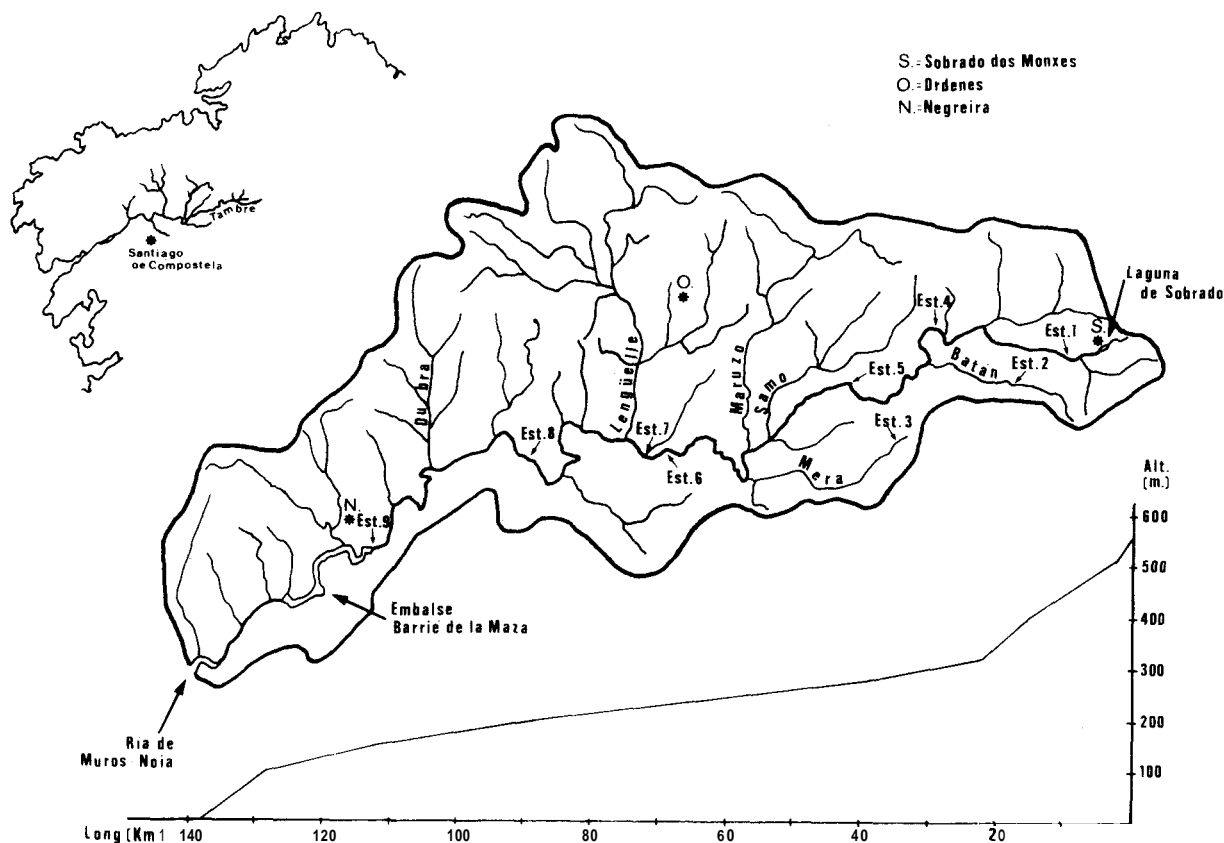 S.=Sobrado dos Monxes
O.=Ordenes
N.=Negreira
Tambre
Santiago
de Compostela
Laguna
de Sobrado
O.
S.
Est.1
Est.4
Batán
Est.2
Est.5
Est.3
Dubra
Lengüelle
Maruzo
Samo
Mera
Est.8
Est.7
Est.6
N.
Est.9
Embalse
Barrie de la Maza
Ria de
Muros-Noia
Alt.
(m.)
600
500
400
300
200
100
Long (Km)
140
120
100
80
60
40
20